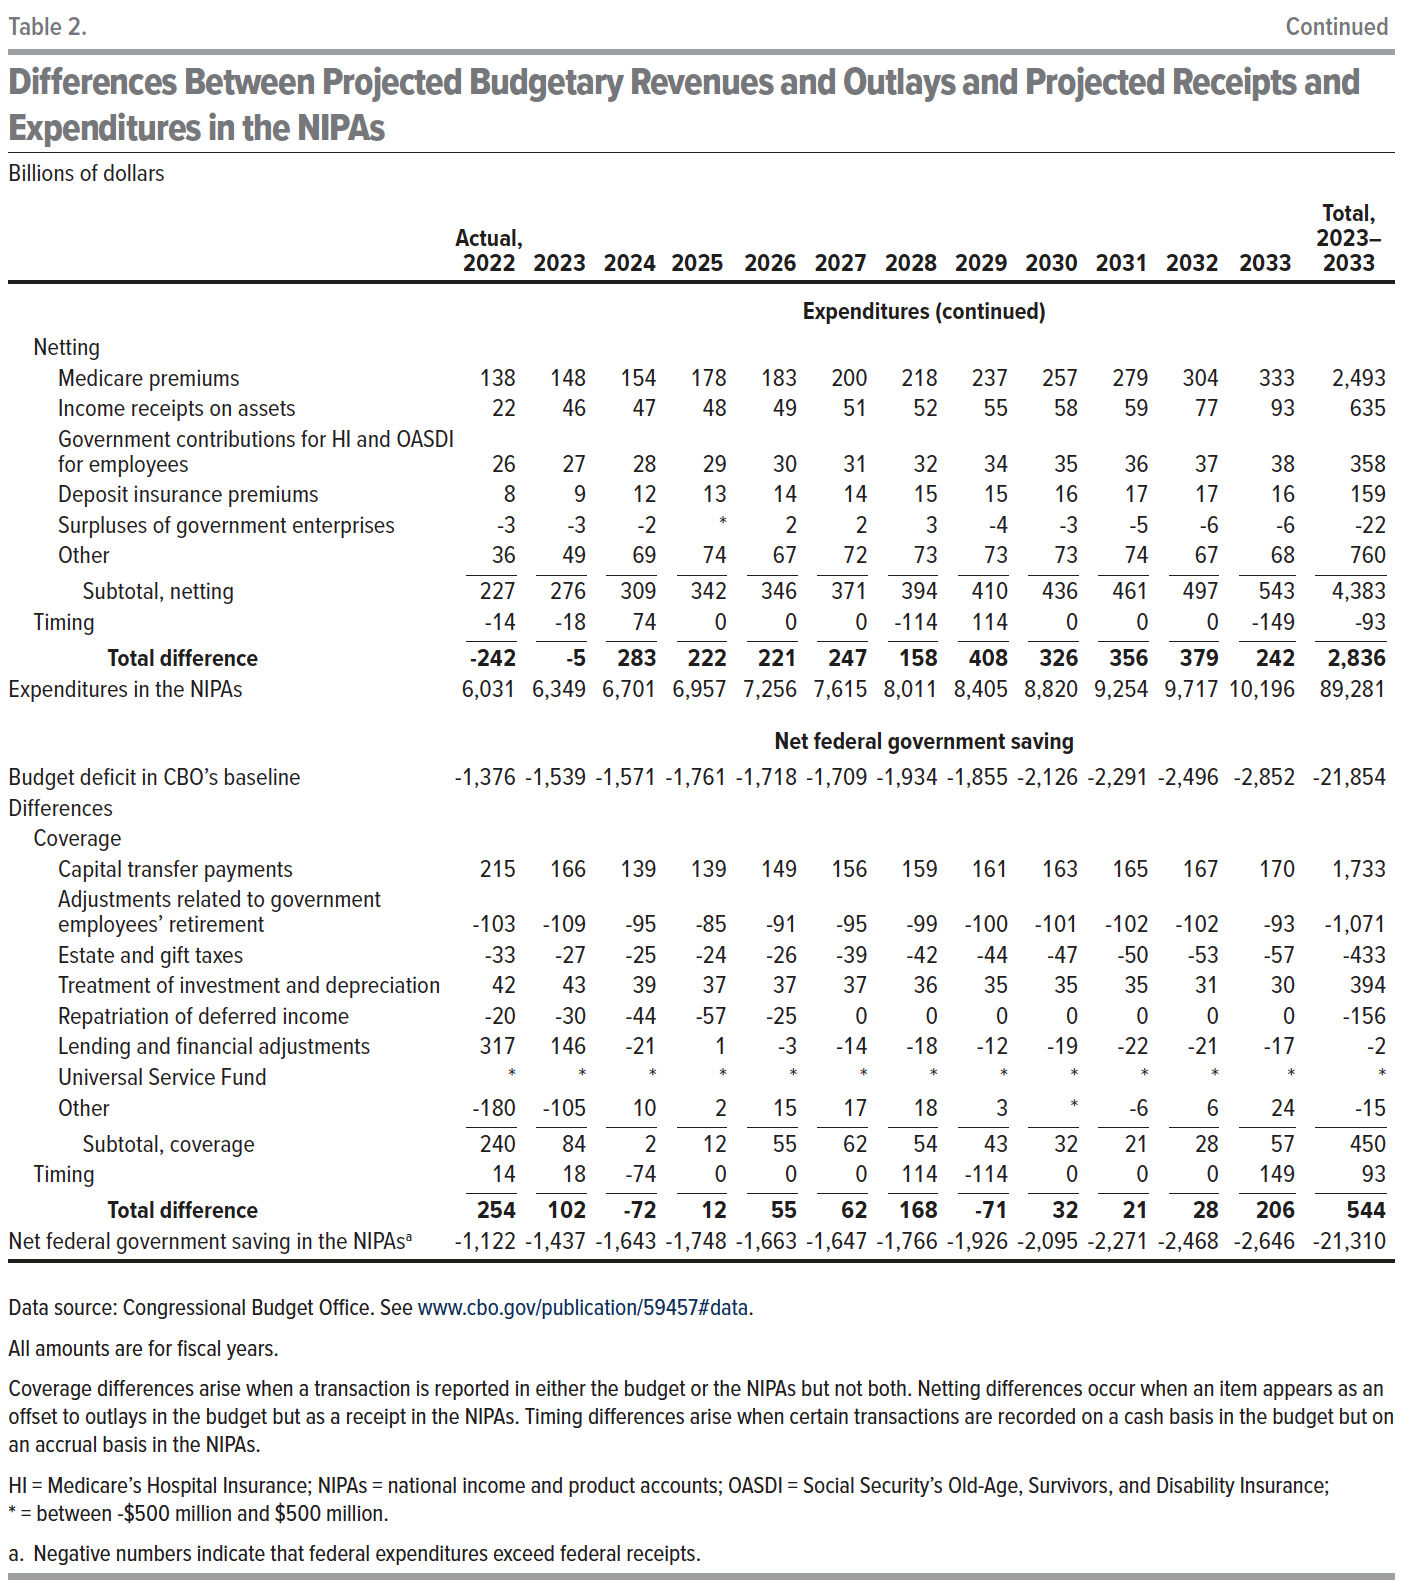 Table 2. Continued
Differences Between Projected Budgetary Revenues and Outlays and Projected Receipts and
Expenditures in the NIPAs
Billions of dollars
Actual, 2022 2023 2024 2025 2026 2027 2028 2029 2030 2031 2032 2033 Total, 2023–2033
Expenditures (continued)
Netting
Medicare premiums 138 148 154 178 183 200 218 237 257 279 304 333 2,493
Income receipts on assets 22 46 47 48 49 51 52 55 58 59 77 93 635
Government contributions for HI and OASDI
for employees 26 27 28 29 30 31 32 34 35 36 37 38 358
Deposit insurance premiums 8 9 12 13 14 14 15 15 16 17 17 16 159
Surpluses of government enterprises -3 -3 -2 * 2 2 3 -4 -3 -5 -6 -6 -22
Other 36 49 69 74 67 72 73 73 73 74 67 68 760
Subtotal, netting 227 276 309 342 346 371 394 410 436 461 497 543 4,383
Timing -14 -18 74 0 0 0 -114 114 0 0 0 -149 -93
Total difference -242 -5 283 222 221 247 158 408 326 356 379 242 2,836
Expenditures in the NIPAs 6,031 6,349 6,701 6,957 7,256 7,615 8,011 8,405 8,820 9,254 9,717 10,196 89,281
Net federal government saving
Budget deficit in CBO’s baseline -1,376 -1,539 -1,571 -1,761 -1,718 -1,709 -1,934 -1,855 -2,126 -2,291 -2,496 -2,852 -21,854
Differences
Coverage
Capital transfer payments 215 166 139 139 149 156 159 161 163 165 167 170 1,733
Adjustments related to government
employees’ retirement -103 -109 -95 -85 -91 -95 -99 -100 -101 -102 -102 -93 -1,071
Estate and gift taxes -33 -27 -25 -24 -26 -39 -42 -44 -47 -50 -53 -57 -433
Treatment of investment and depreciation 42 43 39 37 37 37 36 35 35 35 31 30 394
Repatriation of deferred income -20 -30 -44 -57 -25 0 0 0 0 0 0 0 -156
Lending and financial adjustments 317 146 -21 1 -3 -14 -18 -12 -19 -22 -21 -17 -2
Universal Service Fund * * * * * * * * * * * * *
Other -180 -105 10 2 15 17 18 3 * -6 6 24 -15
Subtotal, coverage 240 84 2 12 55 62 54 43 32 21 28 57 450
Timing 14 18 -74 0 0 0 114 -114 0 0 0 149 93
Total difference 254 102 -72 12 55 62 168 -71 32 21 28 206 544
Net federal government saving in the NIPAsᵃ -1,122 -1,437 -1,643 -1,748 -1,663 -1,647 -1,766 -1,926 -2,095 -2,271 -2,468 -2,646 -21,310
Data source: Congressional Budget Office. See www.cbo.gov/publication/59457#data.
All amounts are for fiscal years.
Coverage differences arise when a transaction is reported in either the budget or the NIPAs but not both. Netting differences occur when an item appears as an
offset to outlays in the budget but as a receipt in the NIPAs. Timing differences arise when certain transactions are recorded on a cash basis in the budget but on
an accrual basis in the NIPAs.
HI = Medicare’s Hospital Insurance; NIPAs = national income and product accounts; OASDI = Social Security’s Old-Age, Survivors, and Disability Insurance;
* = between -$500 million and $500 million.
a. Negative numbers indicate that federal expenditures exceed federal receipts.